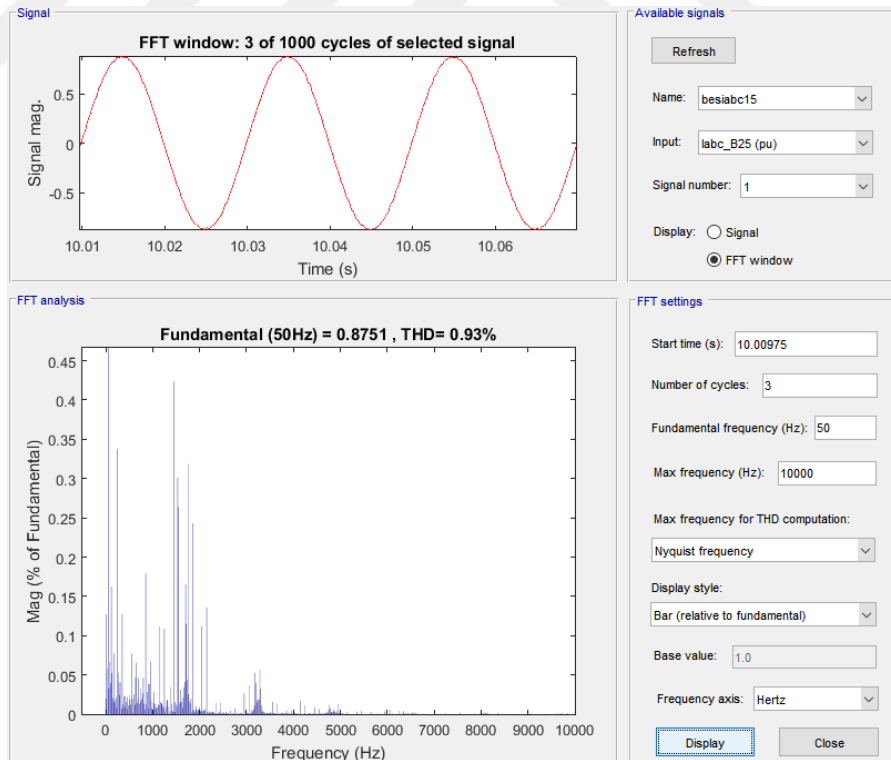 Signal
FFT window: 3 of 1000 cycles of selected signal
Signal mag.
0.5
0
-0.5
10.01 10.02 10.03 10.04 10.05 10.06
Time (s)
Available signals
Refresh
Name: besiabc15
Input: Iabc_B25 (pu)
Signal number: 1
Display: Signal
FFT window
FFT analysis
Fundamental (50Hz) = 0.8751 , THD= 0.93%
Mag (% of Fundamental)
0.45
0.4
0.35
0.3
0.25
0.2
0.15
0.1
0.05
0
0 1000 2000 3000 4000 5000 6000 7000 8000 9000 10000
Frequency (Hz)
FFT settings
Start time (s): 10.00975
Number of cycles: 3
Fundamental frequency (Hz): 50
Max frequency (Hz): 10000
Max frequency for THD computation:
Nyquist frequency
Display style:
Bar (relative to fundamental)
Base value: 1.0
Frequency axis: Hertz
Display Close